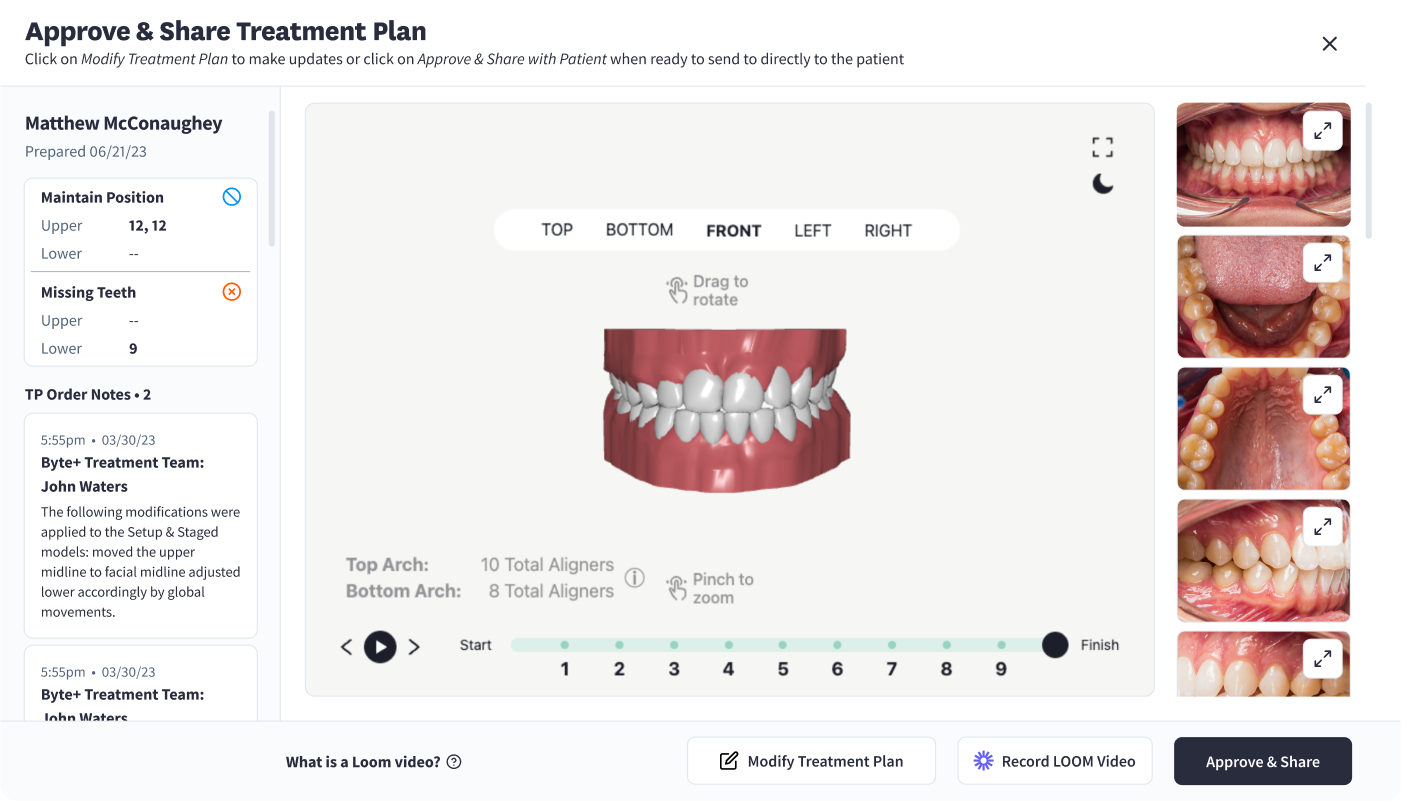 Approve & Share Treatment Plan
Click on Modify Treatment Plan to make updates or click on Approve & Share with Patient when ready to send to directly to the patient
Matthew McConaughey
Prepared 06/21/23
Maintain Position
Upper 12, 12
Lower --
Missing Teeth
Upper --
Lower 9
TP Order Notes • 2
5:55pm • 03/30/23
Byte+ Treatment Team:
John Waters
The following modifications were
applied to the Setup & Staged
models: moved the upper
midline to facial midline adjusted
lower accordingly by global
movements.
5:55pm • 03/30/23
Byte+ Treatment Team:
John Waters
TOP BOTTOM FRONT LEFT RIGHT
Drag to
rotate
Top Arch: 10 Total Aligners
Bottom Arch: 8 Total Aligners
Pinch to
zoom
Start 1 2 3 4 5 6 7 8 9 Finish
What is a Loom video?
Modify Treatment Plan
Record LOOM Video
Approve & Share